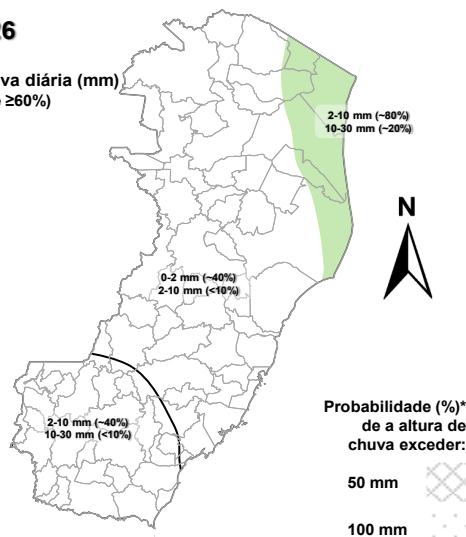 va diária (mm)
≥60%)
2-10 mm (~80%)
10-30 mm (~20%)
N
0-2 mm (~40%)
2-10 mm (<10%)
2-10 mm (~40%)
10-30 mm (<10%)
Probabilidade (%)*
de a altura de
chuva exceder:
50 mm
100 mm